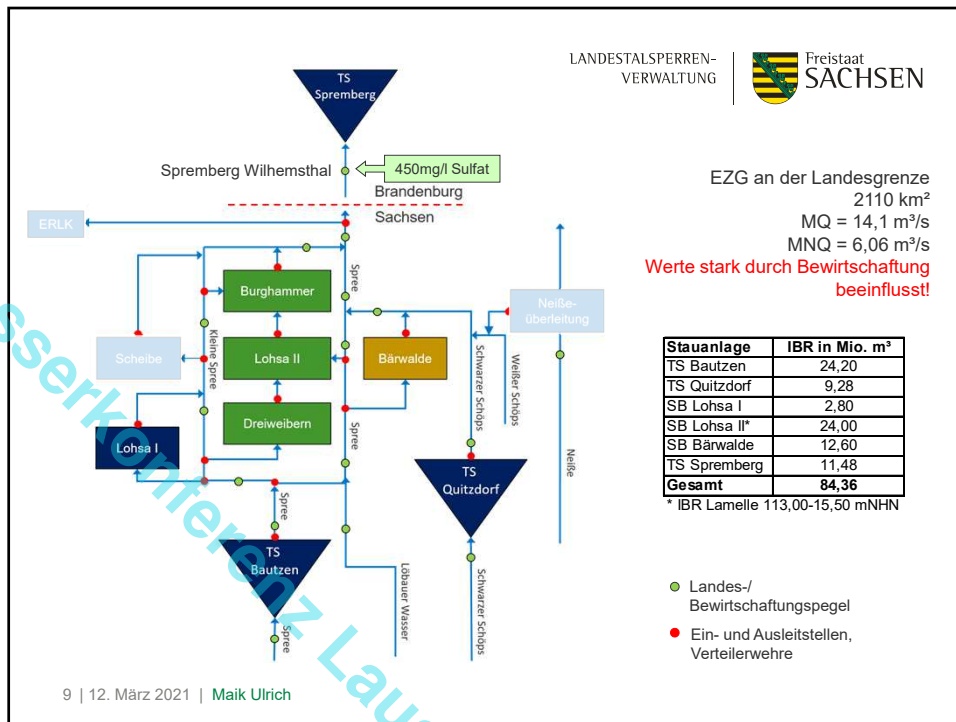 LANDESTALSPERREN-
VERWALTUNG
Freistaat
SACHSEN
TS
Spremberg
Spremberg Wilhemsthal
450mg/l Sulfat
Brandenburg
Sachsen
ERLK
EZG an der Landesgrenze
2110 km²
MQ = 14,1 m³/s
MNQ = 6,06 m³/s
Werte stark durch Bewirtschaftung
beeinflusst!
Burghammer
Spree
Neiße-
überleitung
Scheibe
Kleine Spree
Lohsa II
Bärwalde
Schwarzer Schöps
Weißer Schöps
Dreiweibern
Lohsa I
Spree
Neiße
TS
Quitzdorf
Spree
TS
Bautzen
Löbauer Wasser
Schwarzer Schöps
Spree
Stauanlage IBR in Mio. m³
TS Bautzen 24,20
TS Quitzdorf 9,28
SB Lohsa I 2,80
SB Lohsa II* 24,00
SB Bärwalde 12,60
TS Spremberg 11,48
Gesamt 84,36
* IBR Lamelle 113,00-15,50 mNHN
Landes-/
Bewirtschaftungspegel
Ein- und Ausleitstellen,
Verteilerwehre
9 | 12. März 2021 | Maik Ulrich